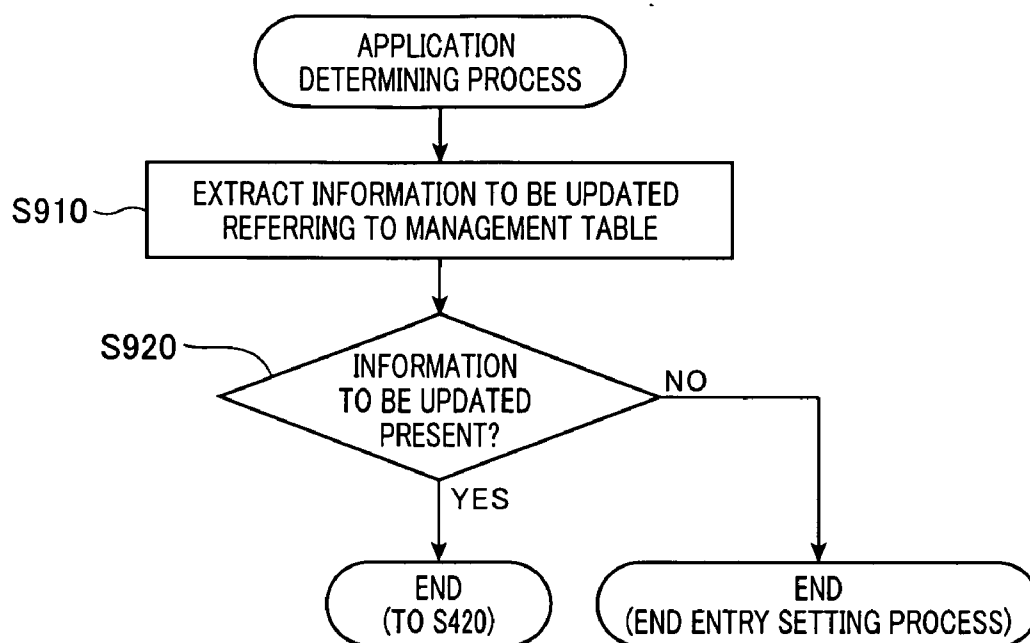 APPLICATION
DETERMINING PROCESS
S910
EXTRACT INFORMATION TO BE UPDATED
REFERRING TO MANAGEMENT TABLE
S920
INFORMATION
TO BE UPDATED
PRESENT?
NO
YES
END
(TO S420)
END
(END ENTRY SETTING PROCESS)